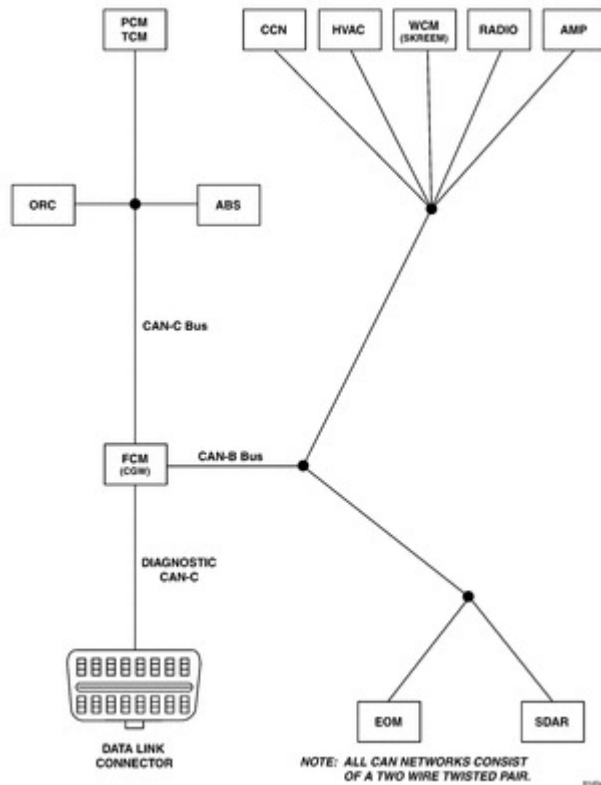 PCM
TCM
CCN
HVAC
WCM
(SKREEM)
RADIO
AMP
ORC
ABS
CAN-C Bus
FCM
(CGW)
CAN-B Bus
DIAGNOSTIC
CAN-C
EOM
SDAR
DATA LINK
CONNECTOR
NOTE: ALL CAN NETWORKS CONSIST
OF A TWO WIRE TWISTED PAIR.